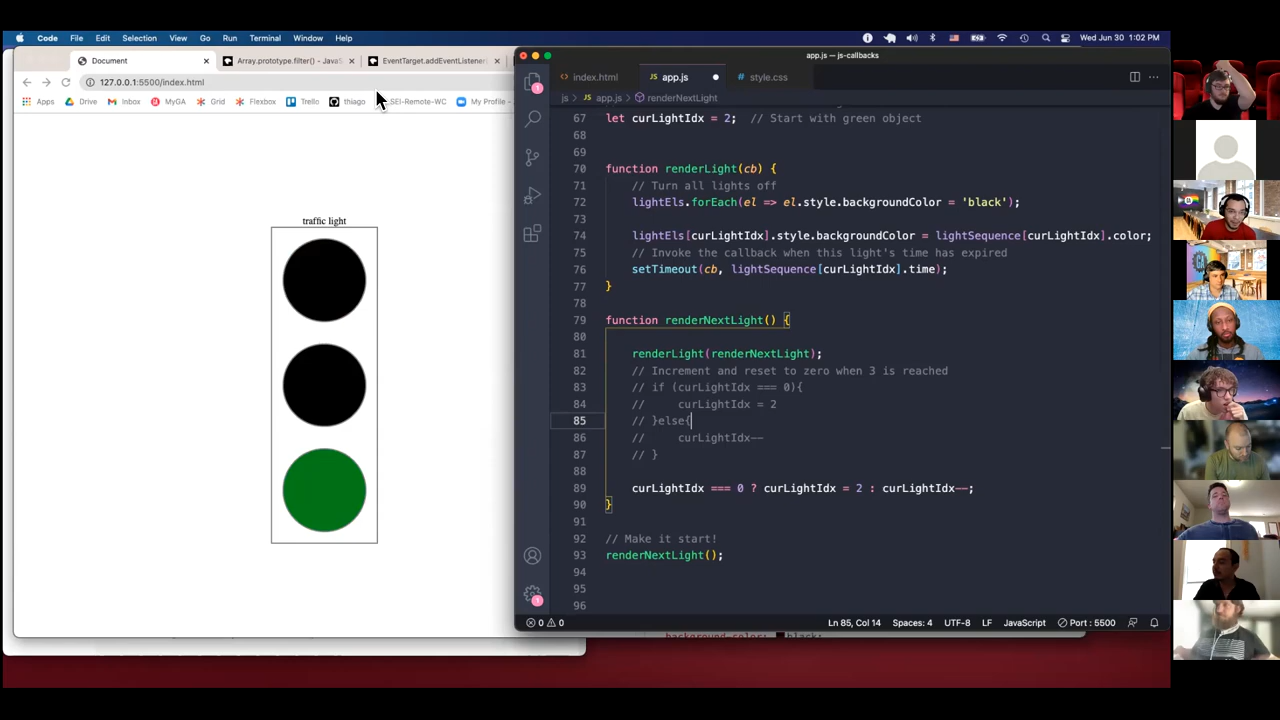 Code File Edit Selection View Go Run Terminal Window Help Wed Jun 30 1:02 PM
app.js — js-callbacks
Document Array.prototype.filter() - JavaS EventTarget.addEventListener
index.html app.js style.css
127.0.0.1:5500/index.html
js > app.js > renderNextLight
Apps Inbox MyGA Grid Flexbox Trello thiago SEI-Remote-WC My Profile -
67 let curLightIdx = 2; // Start with green object
68
69
70 function renderLight(cb) {
71 // Turn all lights off
72 lightEls.forEach(el => el.style.backgroundColor = 'black');
73
74 lightEls[curLightIdx].style.backgroundColor = lightSequence[curLightIdx].color;
75 // Invoke the callback when this light's time has expired
76 setTimeout(cb, lightSequence[curLightIdx].time);
77 }
78
79 function renderNextLight() {
80
81 renderLight(renderNextLight);
82 // Increment and reset to zero when 3 is reached
83 // if (curLightIdx === 0){
84 // curLightIdx = 2
85 // }else{
86 // curLightIdx--
87 // }
88
89 curLightIdx === 0 ? curLightIdx = 2 : curLightIdx--;
90 }
91
92 // Make it start!
93 renderNextLight();
94
95
96
traffic light
1
1
0 0 Ln 85, Col 14 Spaces: 4 UTF-8 LF JavaScript Port : 5500
background-color: black;